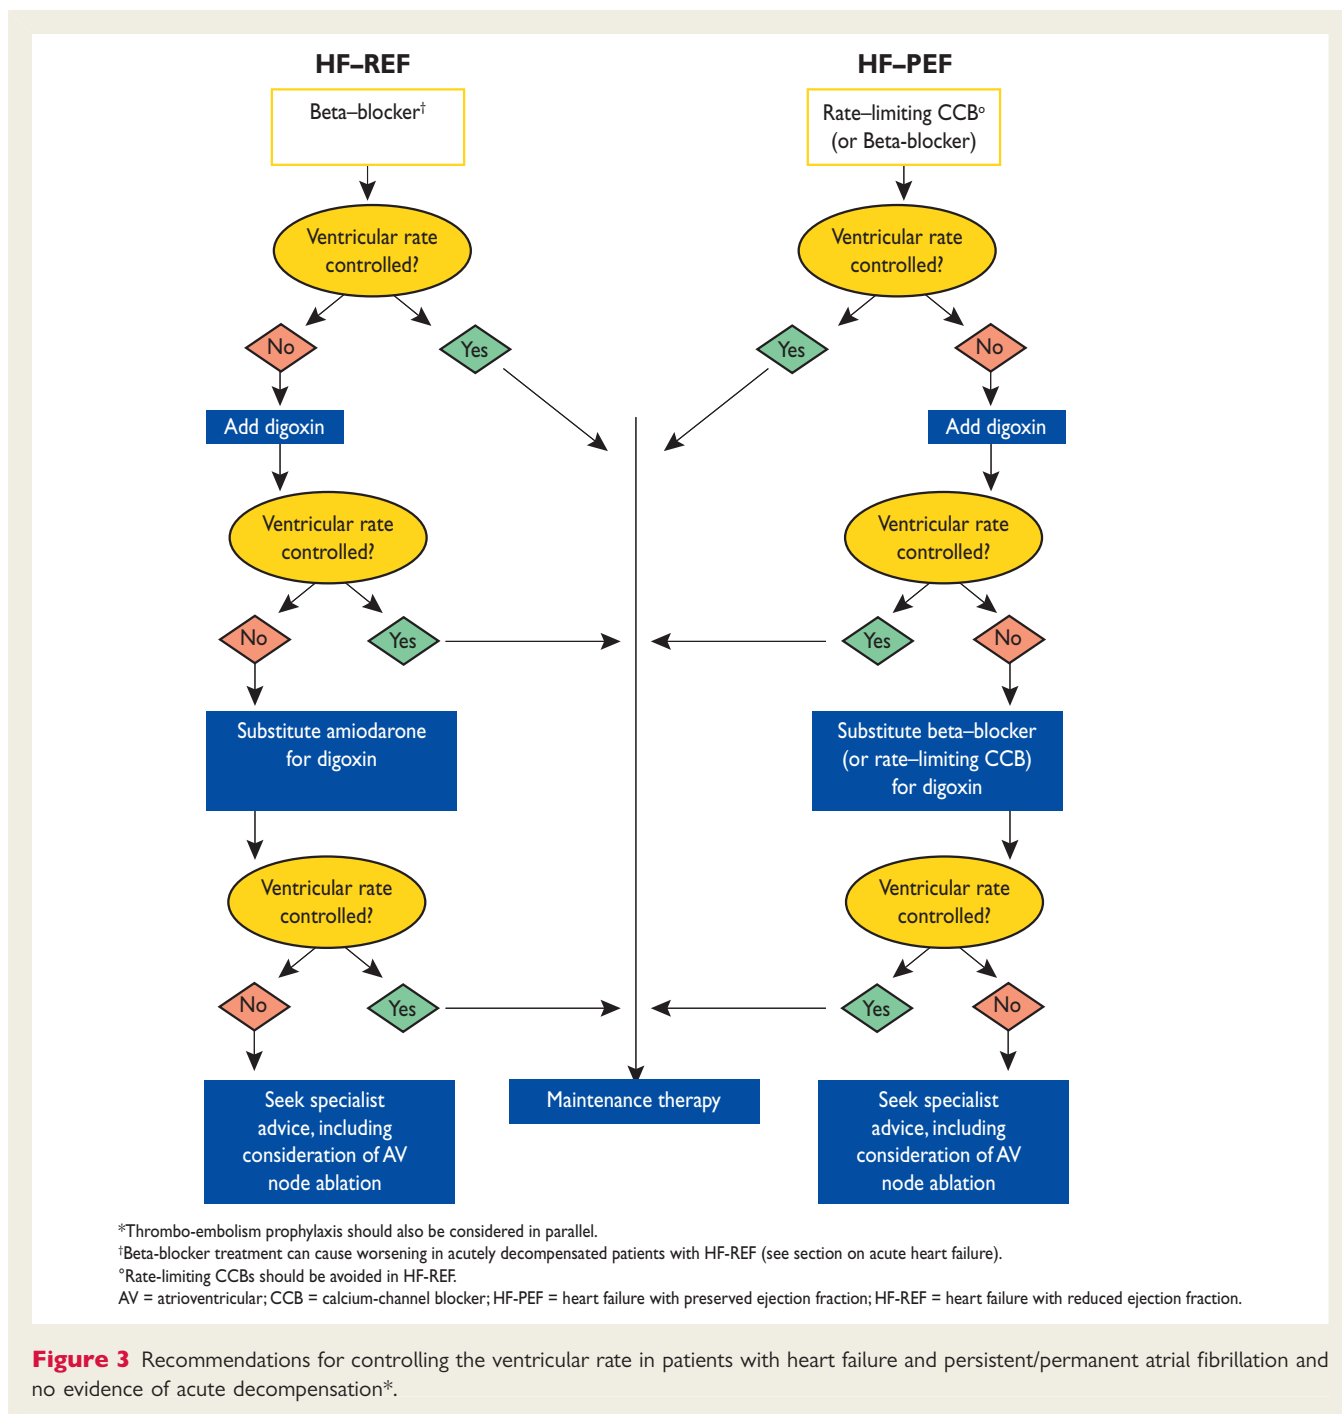 HF–REF
Beta–blocker†
Ventricular rate
controlled?
No
Yes
Add digoxin
Ventricular rate
controlled?
No
Yes
Substitute amiodarone
for digoxin
Ventricular rate
controlled?
No
Yes
Seek specialist
advice, including
consideration of AV
node ablation
HF–PEF
Rate–limiting CCB°
(or Beta-blocker)
Ventricular rate
controlled?
Yes
No
Add digoxin
Ventricular rate
controlled?
Yes
No
Substitute beta–blocker
(or rate–limiting CCB)
for digoxin
Ventricular rate
controlled?
Yes
No
Seek specialist
advice, including
consideration of AV
node ablation
Maintenance therapy
*Thrombo-embolism prophylaxis should also be considered in parallel.
†Beta-blocker treatment can cause worsening in acutely decompensated patients with HF-REF (see section on acute heart failure).
°Rate-limiting CCBs should be avoided in HF-REF.
AV = atrioventricular; CCB = calcium-channel blocker; HF-PEF = heart failure with preserved ejection fraction; HF-REF = heart failure with reduced ejection fraction.
Figure 3 Recommendations for controlling the ventricular rate in patients with heart failure and persistent/permanent atrial fibrillation and
no evidence of acute decompensation*.